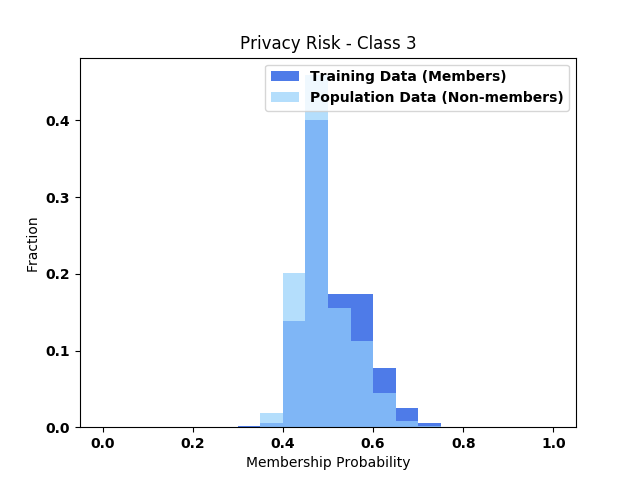 Privacy Risk - Class 3
Training Data (Members)
Population Data (Non-members)
0.4
0.3
0.2
0.1
0.0
Fraction
0.0 0.2 0.4 0.6 0.8 1.0
Membership Probability